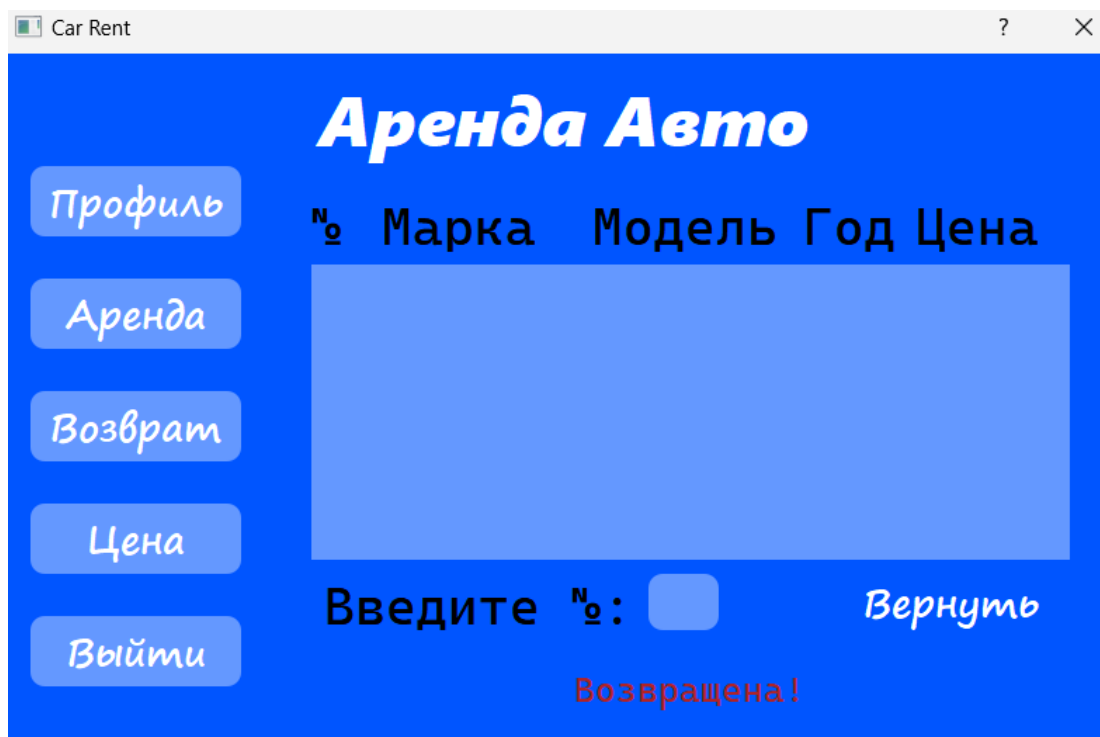 Car Rent ?
Аренда Авто
Профиль
Аренда
Возврат
Цена
Выйти
№ Марка Модель Год Цена
Введите №:
Вернуть
Возвращена!